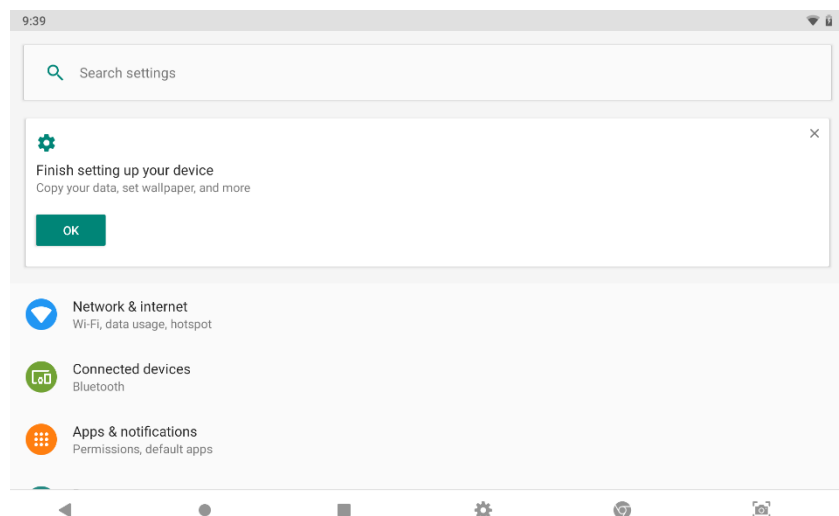 9:39
Search settings
Finish setting up your device
Copy your data, set wallpaper, and more
OK
Network & internet
Wi-Fi, data usage, hotspot
Connected devices
Bluetooth
Apps & notifications
Permissions, default apps